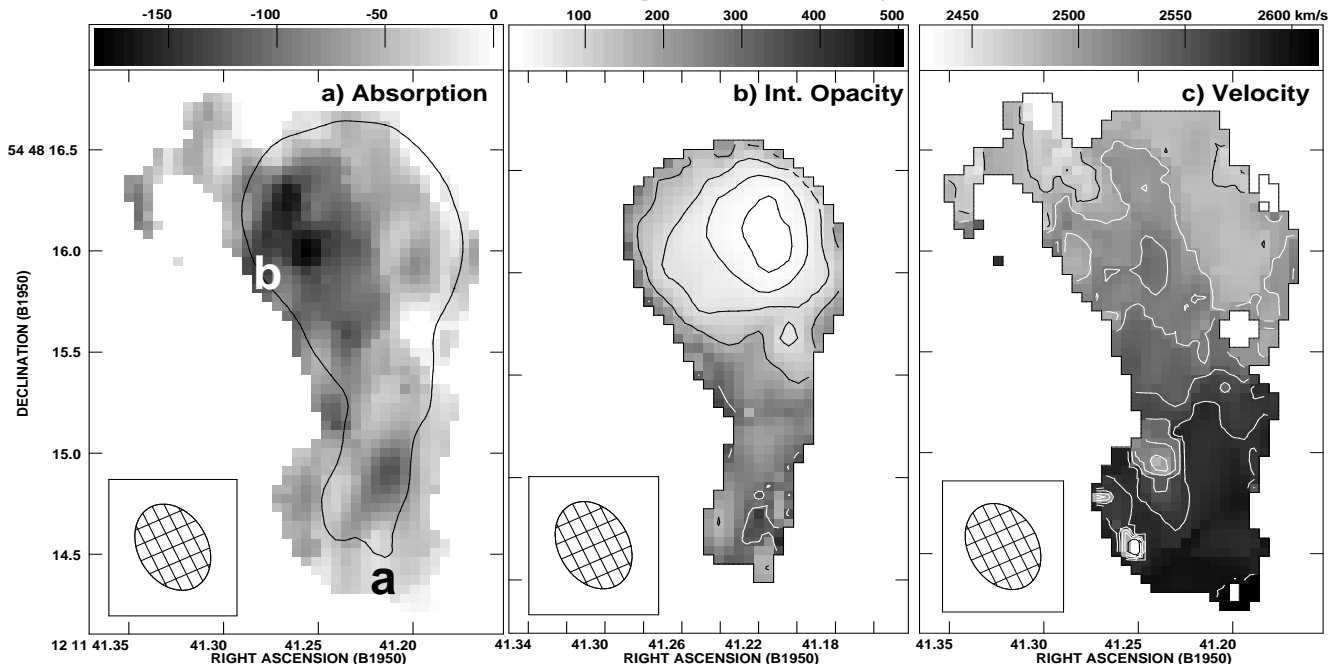 -150 -100 -50 0
100 200 300 400 500
2450 2500 2550 2600 km/s
a) Absorption
b) Int. Opacity
c) Velocity
54 48 16.5
16.0
15.5
15.0
14.5
DECLINATION (B1950)
DECLINATION (B1950)
b
a
12 11 41.35 41.30 41.25 41.20
41.30 41.26 41.22 41.18
41.35 41.30 41.25 41.20
RIGHT ASCENSION (B1950)
RIGHT ASCENSION (B1950)
RIGHT ASCENSION (B1950)